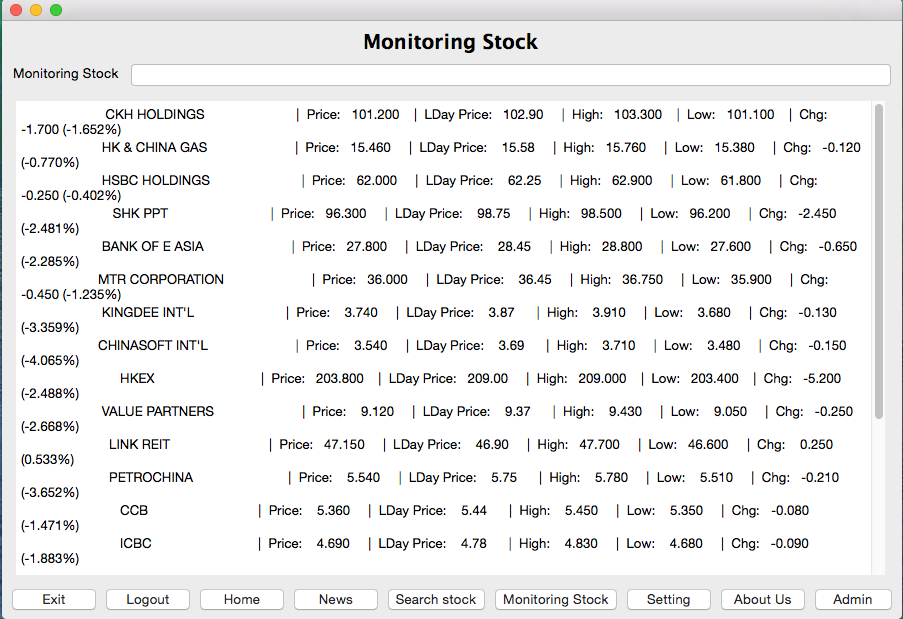 Monitoring Stock
Monitoring Stock
CKH HOLDINGS | Price: 101.200 | LDay Price: 102.90 | High: 103.300 | Low: 101.100 | Chg:
-1.700 (-1.652%)
HK & CHINA GAS | Price: 15.460 | LDay Price: 15.58 | High: 15.760 | Low: 15.380 | Chg: -0.120
(-0.770%)
HSBC HOLDINGS | Price: 62.000 | LDay Price: 62.25 | High: 62.900 | Low: 61.800 | Chg:
-0.250 (-0.402%)
SHK PPT | Price: 96.300 | LDay Price: 98.75 | High: 98.500 | Low: 96.200 | Chg: -2.450
(-2.481%)
BANK OF E ASIA | Price: 27.800 | LDay Price: 28.45 | High: 28.800 | Low: 27.600 | Chg: -0.650
(-2.285%)
MTR CORPORATION | Price: 36.000 | LDay Price: 36.45 | High: 36.750 | Low: 35.900 | Chg:
-0.450 (-1.235%)
KINGDEE INT'L | Price: 3.740 | LDay Price: 3.87 | High: 3.910 | Low: 3.680 | Chg: -0.130
(-3.359%)
CHINASOFT INT'L | Price: 3.540 | LDay Price: 3.69 | High: 3.710 | Low: 3.480 | Chg: -0.150
(-4.065%)
HKEX | Price: 203.800 | LDay Price: 209.00 | High: 209.000 | Low: 203.400 | Chg: -5.200
(-2.488%)
VALUE PARTNERS | Price: 9.120 | LDay Price: 9.37 | High: 9.430 | Low: 9.050 | Chg: -0.250
(-2.668%)
LINK REIT | Price: 47.150 | LDay Price: 46.90 | High: 47.700 | Low: 46.600 | Chg: 0.250
(0.533%)
PETROCHINA | Price: 5.540 | LDay Price: 5.75 | High: 5.780 | Low: 5.510 | Chg: -0.210
(-3.652%)
CCB | Price: 5.360 | LDay Price: 5.44 | High: 5.450 | Low: 5.350 | Chg: -0.080
(-1.471%)
ICBC | Price: 4.690 | LDay Price: 4.78 | High: 4.830 | Low: 4.680 | Chg: -0.090
(-1.883%)
Exit Logout Home News Search stock Monitoring Stock Setting About Us Admin